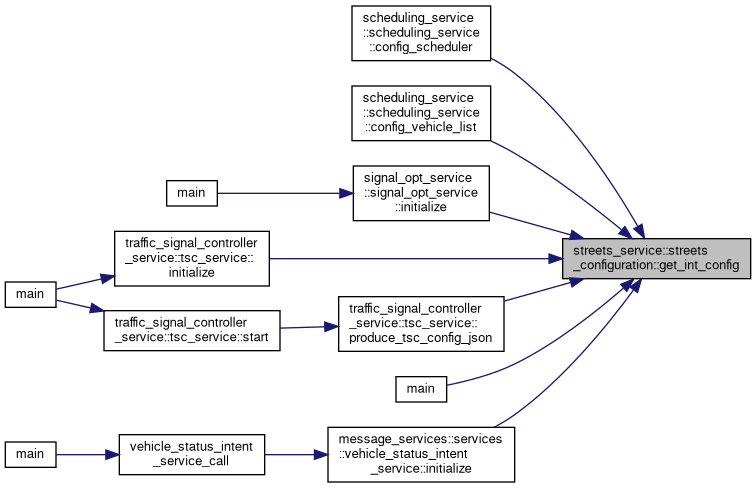 scheduling_service
::scheduling_service
::config_scheduler
scheduling_service
::scheduling_service
::config_vehicle_list
signal_opt_service
::signal_opt_service
::initialize
main
traffic_signal_controller
_service::tsc_service::
initialize
streets_service::streets
_configuration::get_int_config
main
traffic_signal_controller
_service::tsc_service::start
traffic_signal_controller
_service::tsc_service::
produce_tsc_config_json
main
message_services::services
::vehicle_status_intent
_service::initialize
vehicle_status_intent
_service_call
main